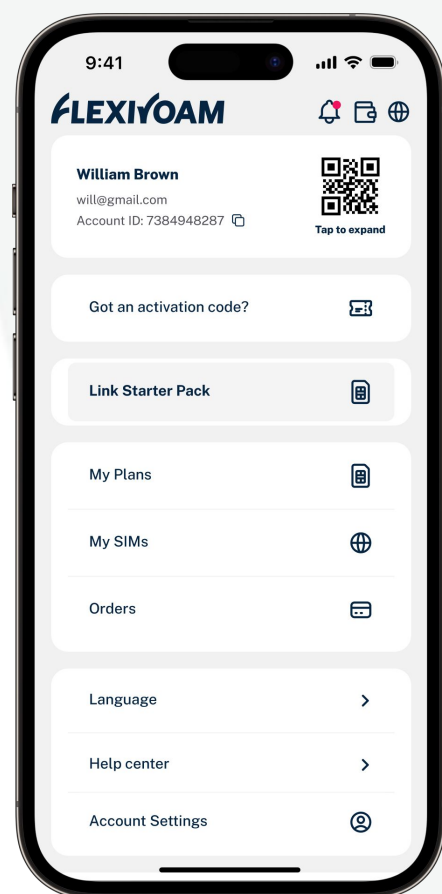 9:41
FLEXIROAM
William Brown
will@gmail.com
Account ID: 7384948287
Tap to expand
Got an activation code?
Link Starter Pack
My Plans
My SIMs
Orders
Language
Help center
Account Settings